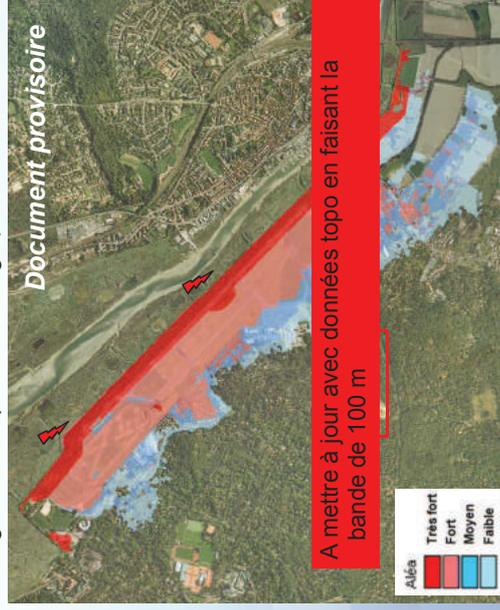 Document provisoire
A mettre à jour avec données topo en faisant la
bande de 100 m
Aléa
Très fort
Fort
Moyen
Faible